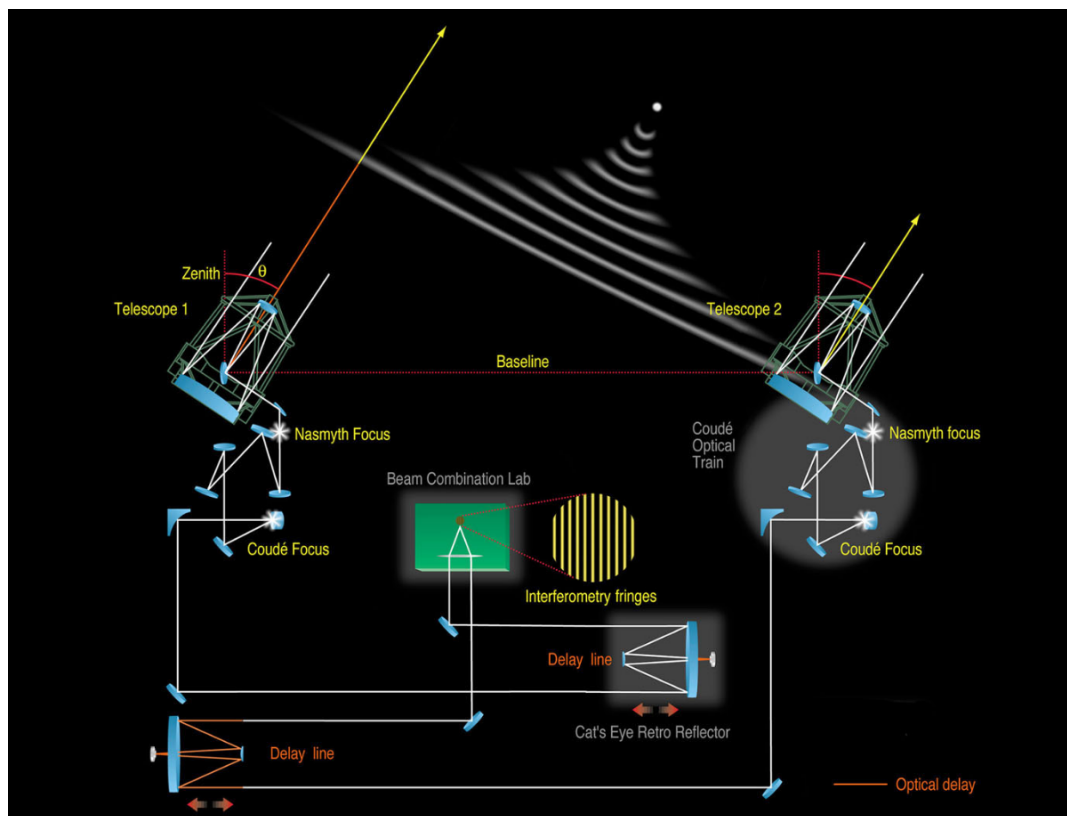 Zenith
θ
Telescope 1
Telescope 2
Baseline
Nasmyth Focus
Coudé
Optical
Train
Nasmyth focus
Beam Combination Lab
Coudé Focus
Coudé Focus
Interferometry fringes
Delay line
Cat's Eye Retro Reflector
Delay line
Optical delay